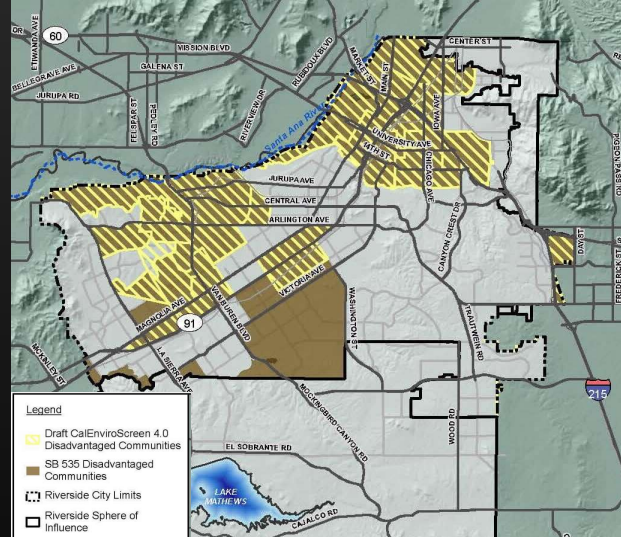 60
ETIWANDA AVE
BELLEGRAVE AVE
JURUPA RD
MISSION BLVD
GALENA ST
FELSPAR ST
PEDLEY RD
RIVERVIEW DR
RUBIDOUX BLVD
MARKET ST
MAIN ST
CENTER ST
IOWA AVE
Santa Ana River
UNIVERSITY AVE
14TH ST
CHICAGO AVE
JURUPA AVE
CENTRAL AVE
ARLINGTON AVE
CANYON CREST DR
PIGEON PASS RD
DAY ST
FREDERICK ST
VICTORIA AVE
MAGNOLIA AVE
91
VAN BUREN BLVD
WASHINGTON ST
TRAUTWEIN RD
MCKINLEY ST
LA SIERRA AVE
MOCKINGBIRD CANYON RD
WOOD RD
215
EL SOBRANTE RD
LAKE
MATHEWS
CAJALCO RD
Legend
Draft CalEnviroScreen 4.0
Disadvantaged Communities
SB 535 Disadvantaged
Communities
Riverside City Limits
Riverside Sphere of
Influence